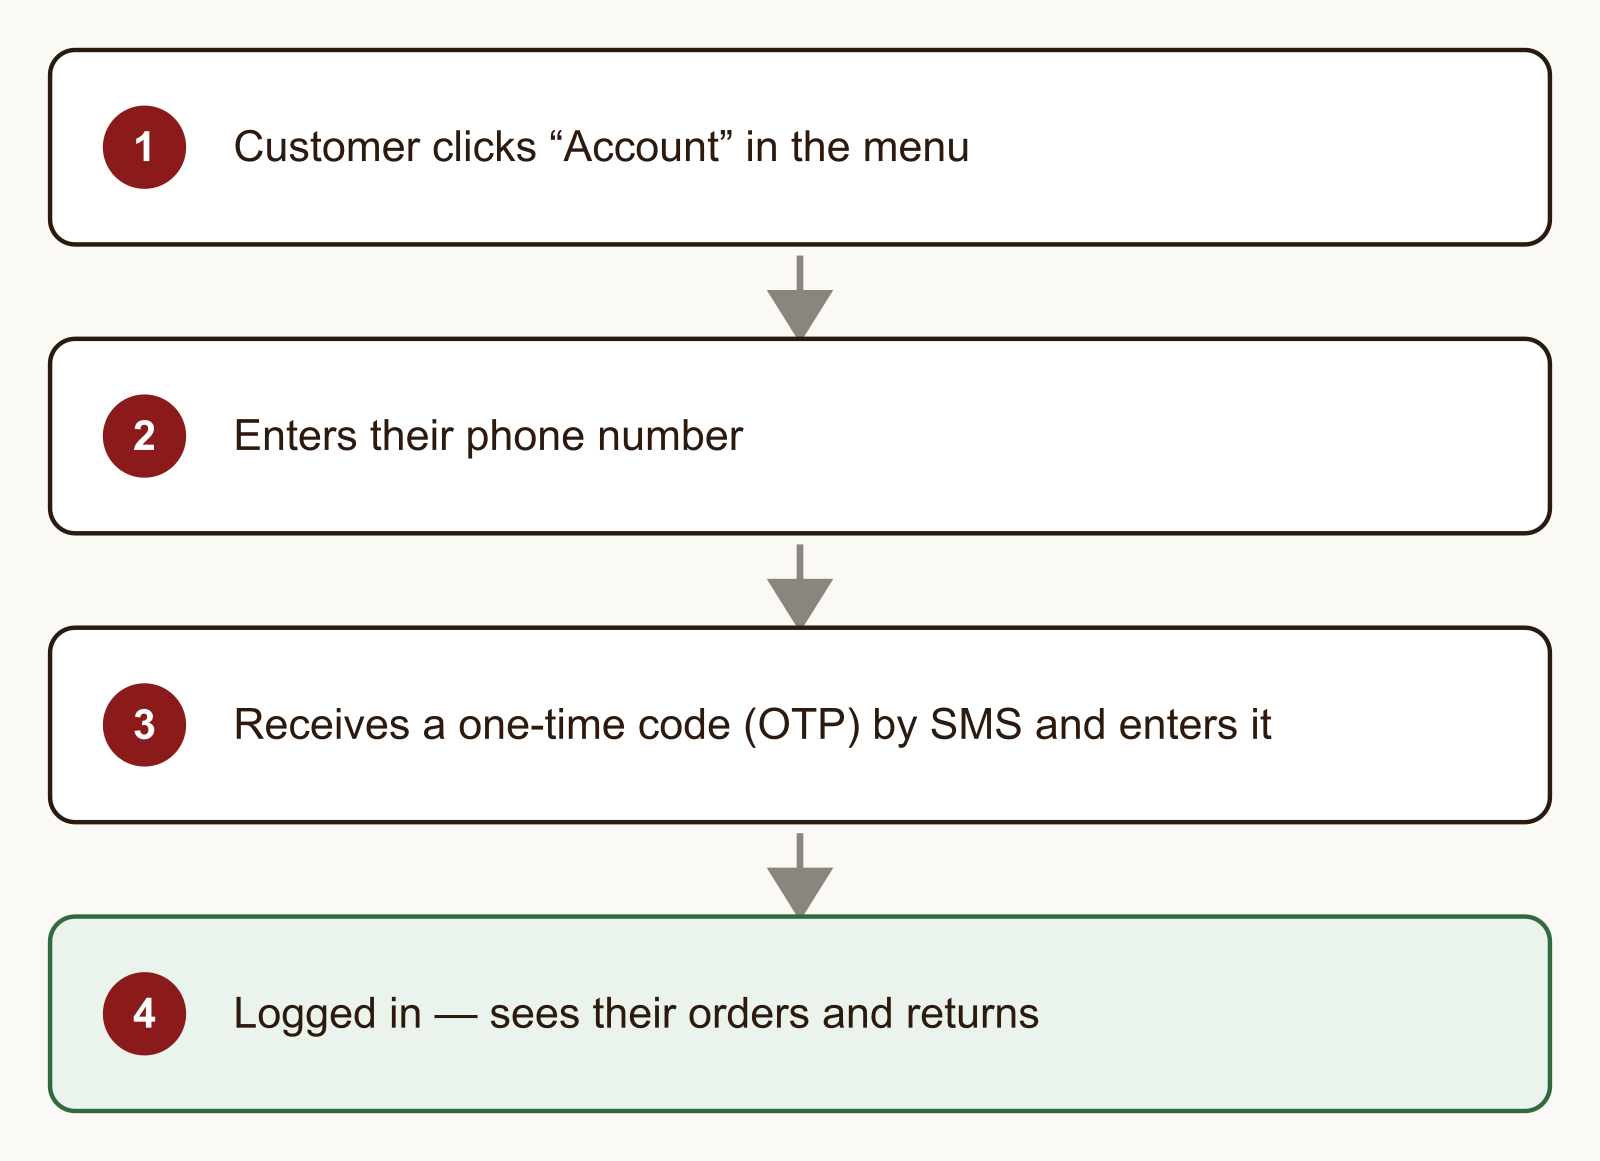 1 Customer clicks “Account” in the menu
2 Enters their phone number
3 Receives a one-time code (OTP) by SMS and enters it
4 Logged in — sees their orders and returns